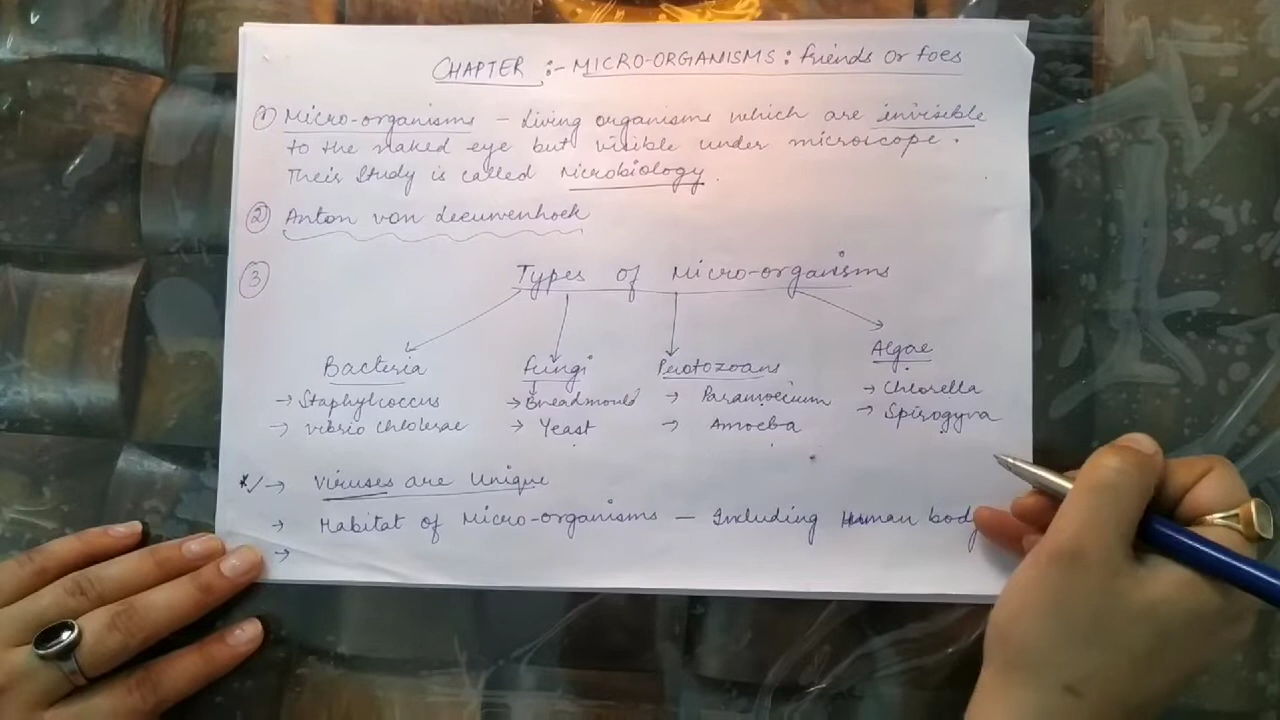 CHAPTER :- MICRO-ORGANISMS : Friends Or Foes
① Micro-organisms - Living organisms which are invisible
to the naked eye but visible under microscope.
Their Study is called Microbiology.
② Anton von Leeuwenhoek
③ Types of Micro-organisms
Bacteria
→ Staphylococcus
→ Vibrio Chlolerae
Fungi
→ Breadmould
→ Yeast
Protozoans
→ Paramoecium
→ Amoeba
Algae
→ Chlorella
→ Spirogyra
*✓→ Viruses are Unique
→ Habitat of Micro-organisms - Including Human body
→